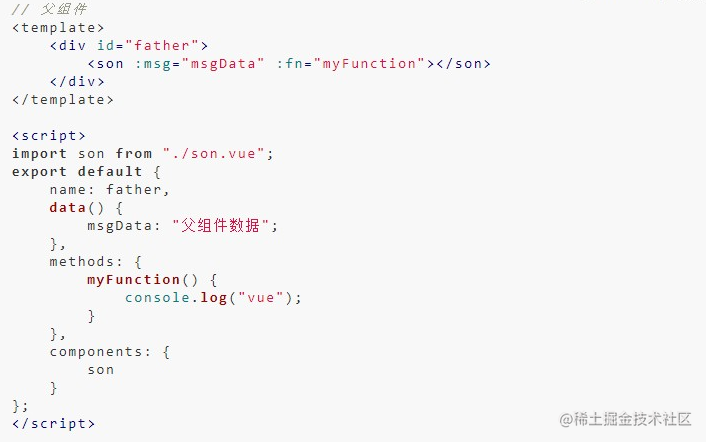 // 父组件
<template>
    <div id="father">
        <son :msg="msgData" :fn="myFunction"></son>
    </div>
</template>

<script>
import son from "./son.vue";
export default {
    name: father,
    data() {
        msgData: "父组件数据";
    },
    methods: {
        myFunction() {
            console.log("vue");
        }
    },
    components: {
        son
    }
};
</script>
@稀土掘金技术社区